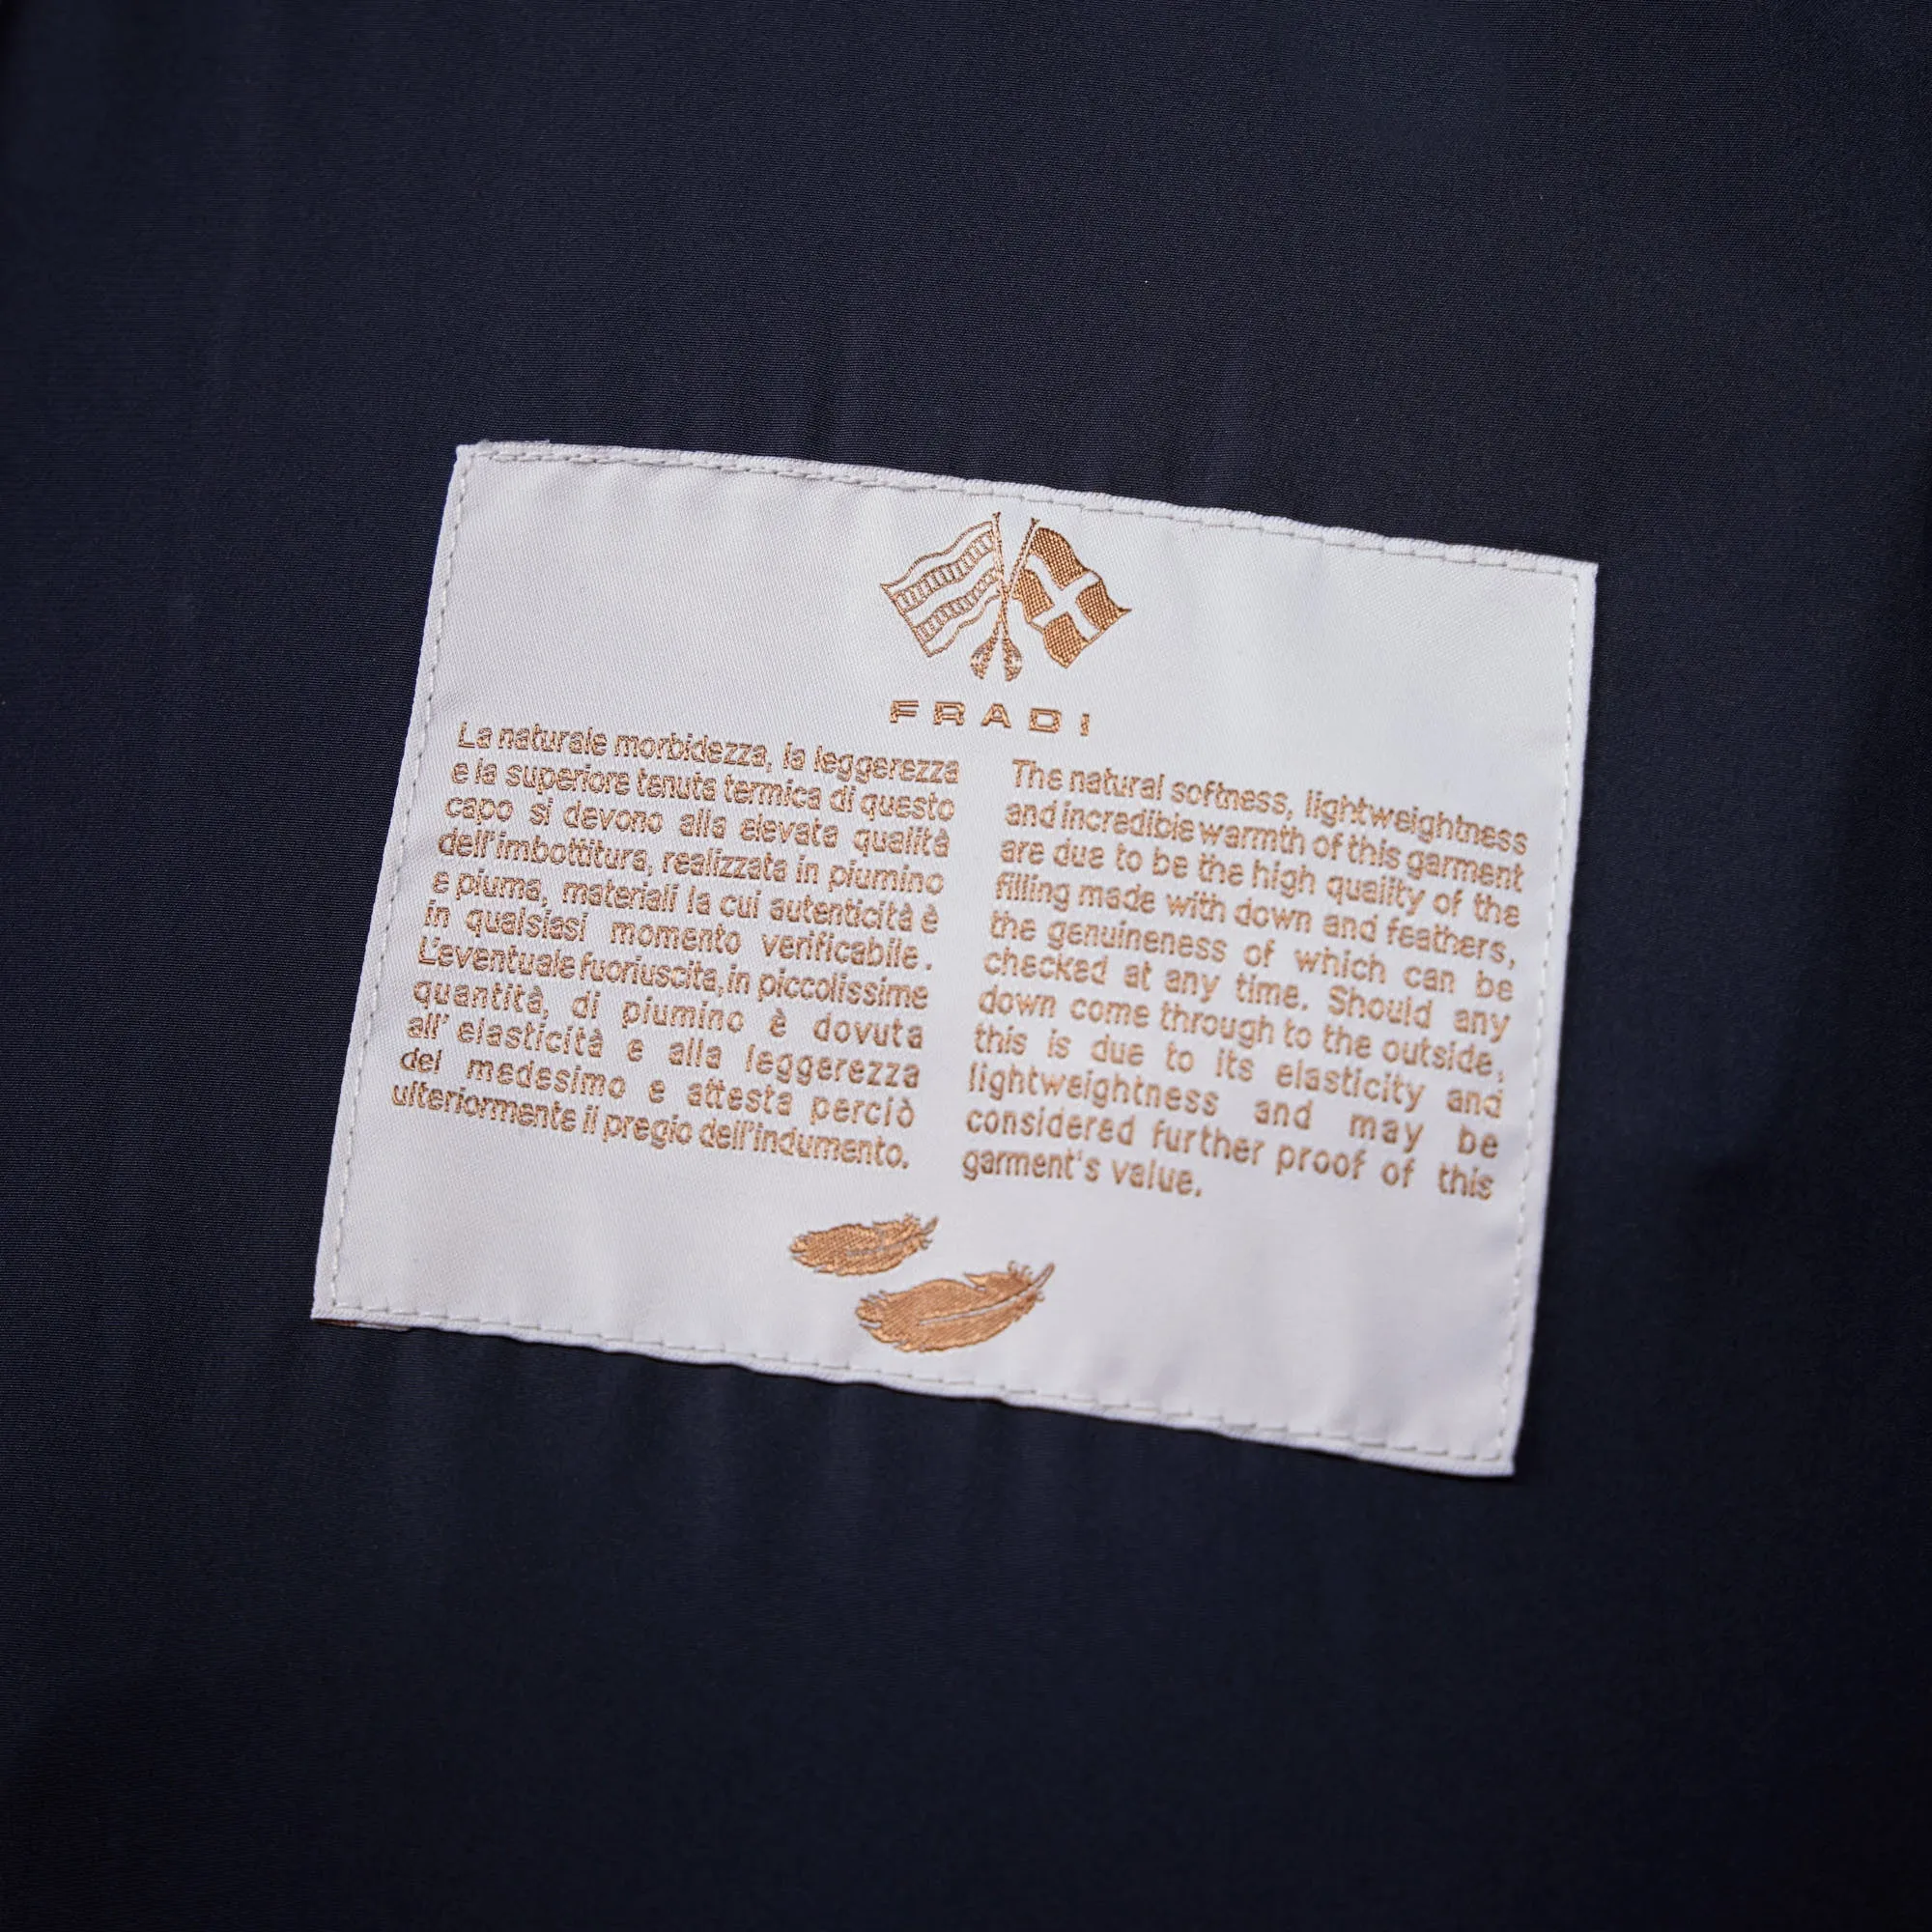 FRADI
La naturale morbidezza, la leggerezza
e la superiore tenuta termica di questo
capo si devono alla elevata qualità
dell'imbottitura, realizzata in piumino
e piuma, materiali la cui autenticità è
in qualsiasi momento verificabile.
L'eventuale fuoriuscita, in piccolissime
quantità, di piumino è dovuta
all' elasticità e alla leggerezza
del medesimo e attesta perciò
ulteriormente il pregio dell'indumento.
The natural softness, lightweightness
and incredible warmth of this garment
are due to be the high quality of the
filling made with down and feathers,
the genuineness of which can be
checked at any time. Should any
down come through to the outside,
this is due to its elasticity and
lightweightness and may be
considered further proof of this
garment's value.